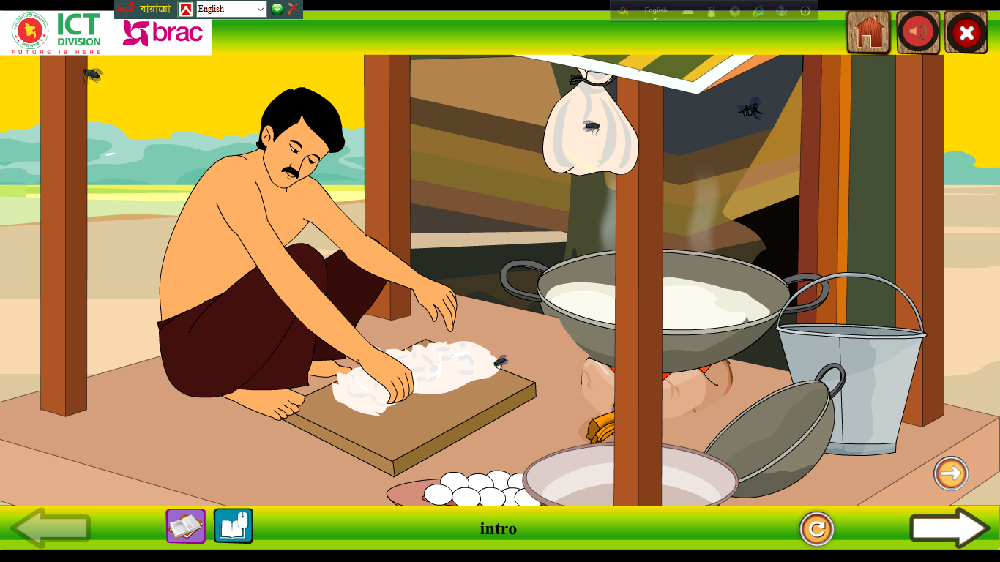 বায়ান্নো
English
English
ICT
DIVISION
FUTURE IS HERE
brac
intro